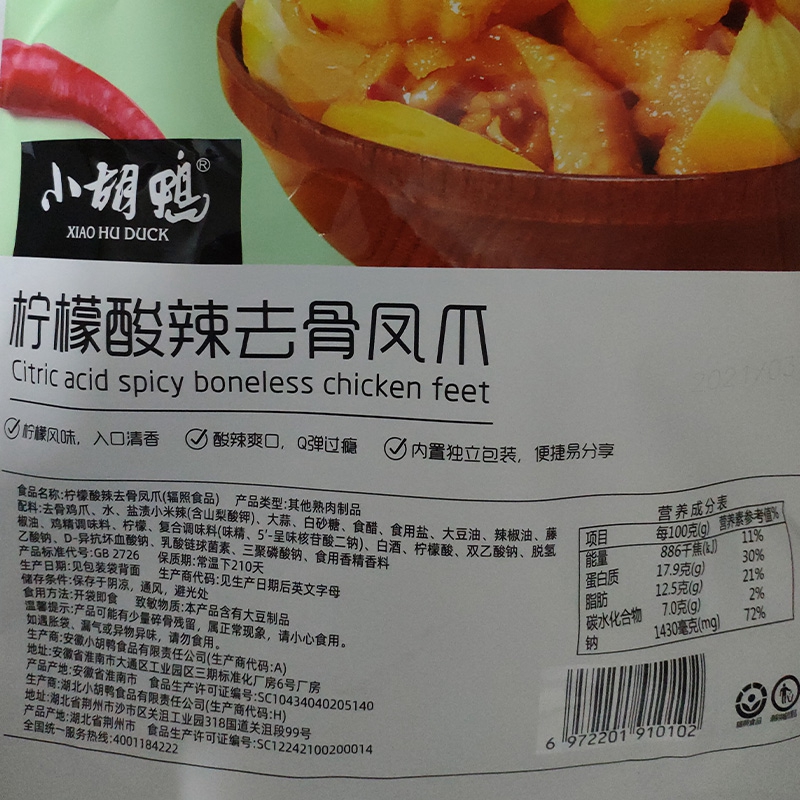 小胡鸭®
XIAO HU DUCK
柠檬酸辣去骨凤爪
Citric acid spicy boneless chicken feet
柠檬风味，入口清香 酸辣爽口，Q弹过瘾 内置独立包装，便捷易分享
食品名称:柠檬酸辣去骨凤爪(辐照食品) 产品类型:其他熟肉制品
配料:去骨鸡爪、水、盐渍小米辣(含山梨酸钾)、大蒜、白砂糖、食醋、食用盐、大豆油、辣椒油、藤
椒油、鸡精调味料、柠檬、复合调味料(味精、5'-呈味核苷酸二钠)、白酒、柠檬酸、双乙酸钠、脱氢
乙酸钠、D-异抗坏血酸钠、乳酸链球菌素、三聚磷酸钠、食用香精香料
产品标准代号:GB 2726 保质期:常温下210天
生产日期:见包装袋背面 生产商代码:见生产日期后英文字母
储存条件:保存于阴凉，通风，避光处
食用方法:开袋即食 致敏物质:本产品含有大豆制品
温馨提示:产品可能有少量碎骨残留，属正常现象，请小心食用。
如遇胀袋、漏气或异物异味，请勿食用。
生产商:安徽小胡鸭食品有限责任公司(生产商代码:A)
地址:安徽省淮南市大通区工业园区三期标准化厂房6号厂房
产品产地:安徽省淮南市 食品生产许可证编号:SC10434040205140
生产商:湖北小胡鸭食品有限责任公司(生产商代码:H)
地址:湖北省荆州市沙市区关沮工业园318国道关沮段99号
产品产地:湖北省荆州市 食品生产许可证编号:SC12242100200014
全国统一服务热线:4001184222
营养成分表
项目 每100克(g) 营养素参考值%
能量 886千焦(kJ) 11%
蛋白质 17.9克(g) 30%
脂肪 12.5克(g) 21%
碳水化合物 7.0克(g) 2%
钠 1430毫克(mg) 72%
6 972201 910102